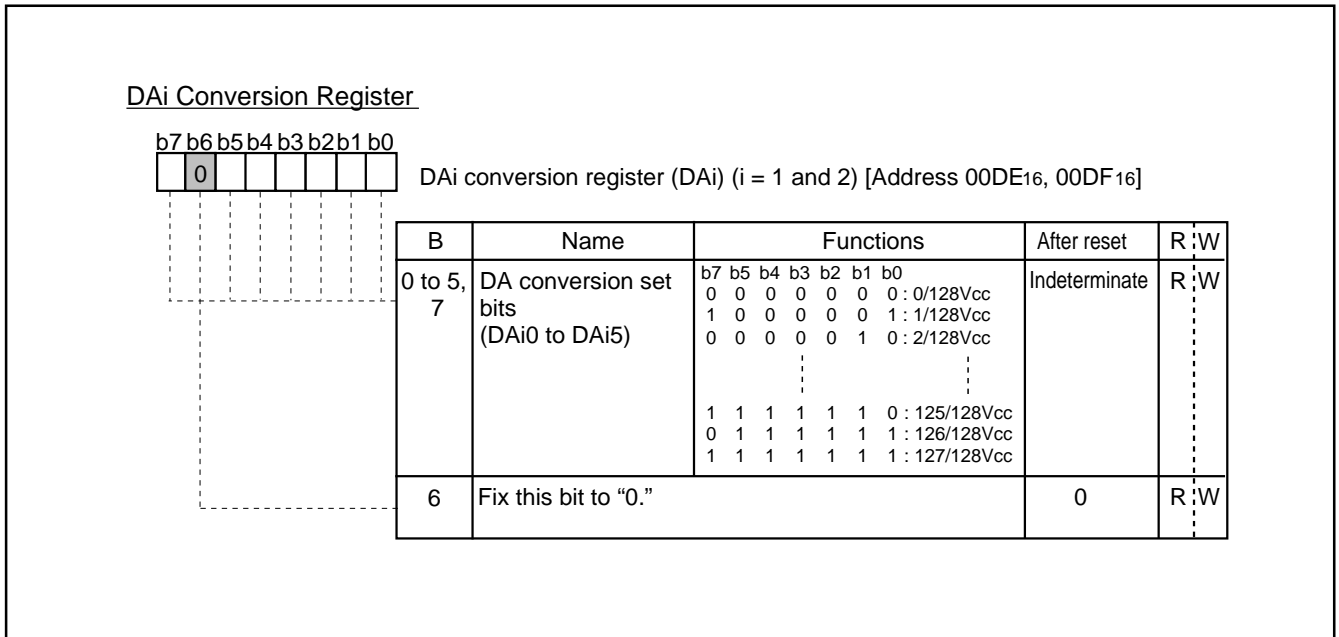 DAi Conversion Register
b7 b6 b5 b4 b3 b2 b1 b0
0
DAi conversion register (DAi) (i = 1 and 2) [Address 00DE16, 00DF16]
B Name Functions After reset R W
0 to 5, 7 DA conversion set bits (DAi0 to DAi5) Indeterminate R W
b7 b5 b4 b3 b2 b1 b0
0 0 0 0 0 0 0 : 0/128Vcc
1 0 0 0 0 0 1 : 1/128Vcc
0 0 0 0 0 1 0 : 2/128Vcc
1 1 1 1 1 1 0 : 125/128Vcc
0 1 1 1 1 1 1 : 126/128Vcc
1 1 1 1 1 1 1 : 127/128Vcc
6 Fix this bit to “0.” 0 R W